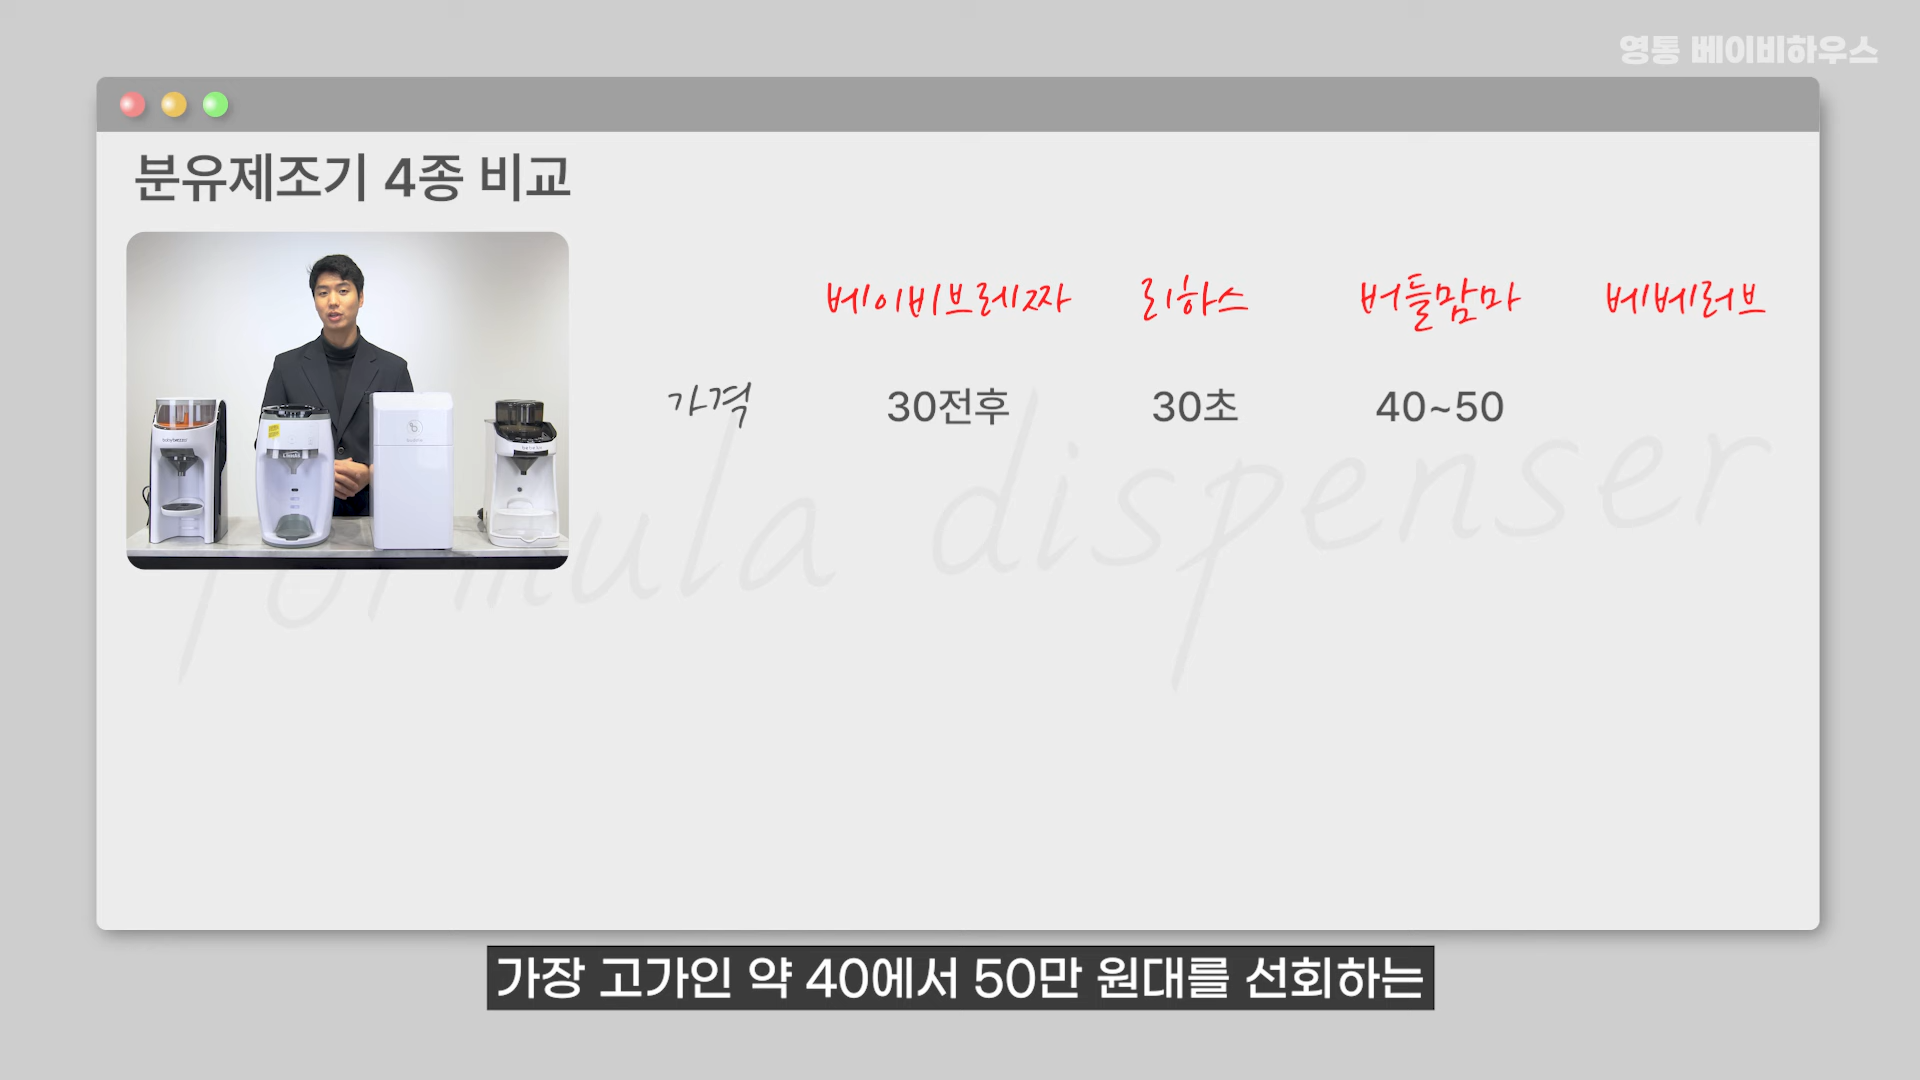 영통 베이비하우스
분유제조기 4종 비교
베이비브레짜 리하스 버들맘마 베베러브
가격 30전후 30초 40~50
formula dispenser
가장 고가인 약 40에서 50만 원대를 선회하는